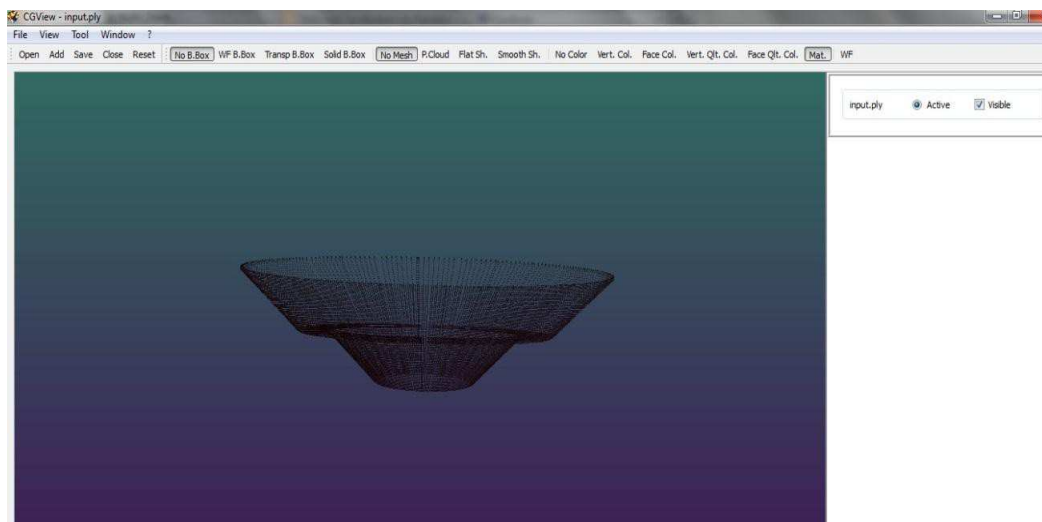 CGView - input.ply
File View Tool Window ?
Open Add Save Close Reset No B.Box WF B.Box Transp B.Box Solid B.Box No Mesh P.Cloud Flat Sh. Smooth Sh. No Color Vert. Col. Face Col. Vert. Qlt. Col. Face Qlt. Col. Mat. WF
input.ply Active Visible